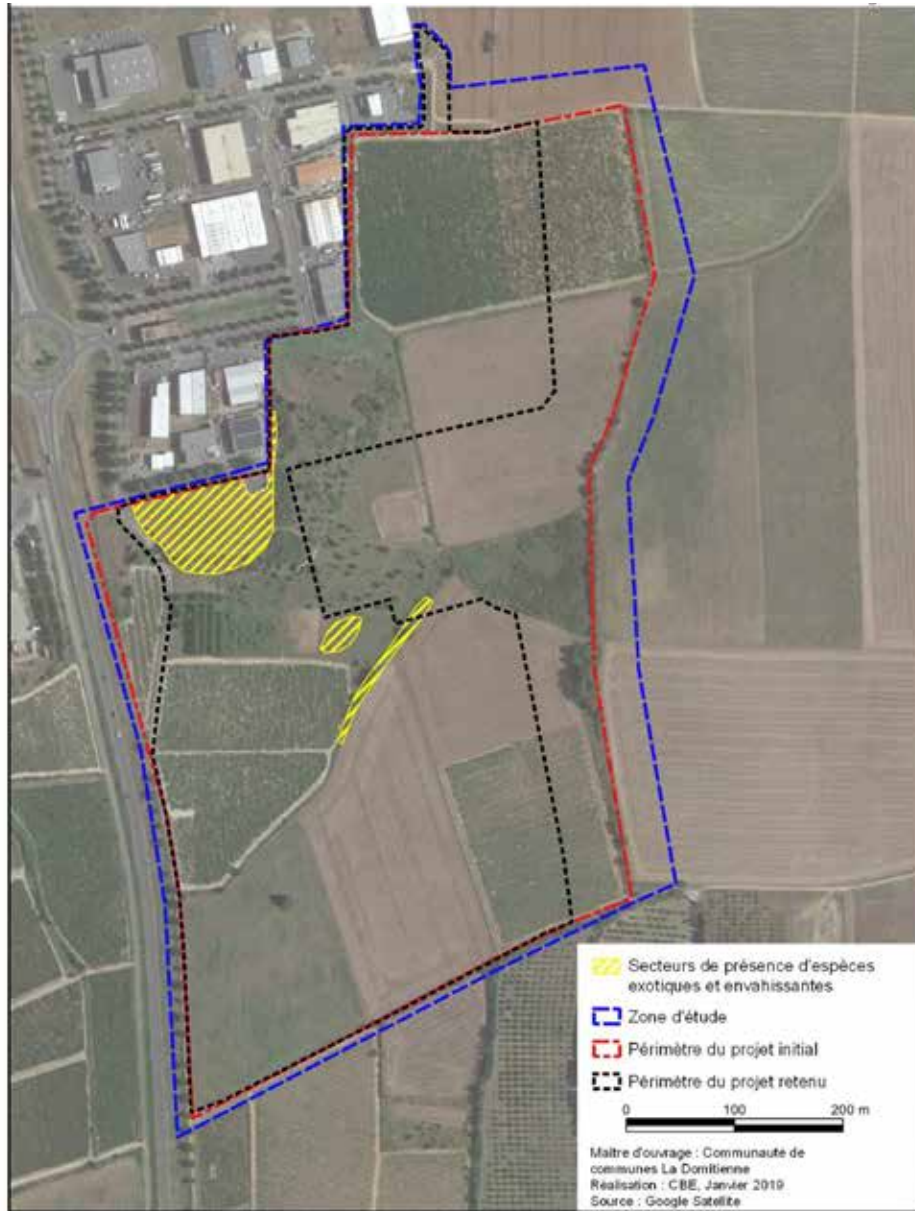 Secteurs de présence d'espèces
exotiques et envahissantes
Zone d'étude
Périmètre du projet initial
Périmètre du projet retenu
0 100 200 m
Maître d'ouvrage : Communauté de
communes La Domitienne
Réalisation : CBE, Janvier 2019
Source : Google Satellite